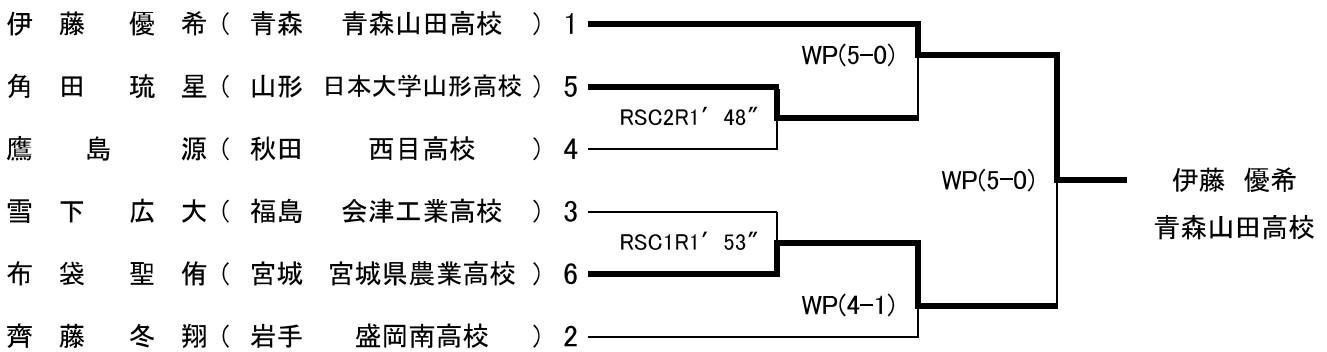 伊藤 優希 ( 青森 青森山田高校 ) 1
WP(5-0)
角田 琉星 ( 山形 日本大学山形高校 ) 5
RSC2R1′48″
鷹島 源 ( 秋田 西目高校 ) 4
WP(5-0)
伊藤 優希
雪下 広大 ( 福島 会津工業高校 ) 3
青森山田高校
RSC1R1′53″
布袋 聖侑 ( 宮城 宮城県農業高校 ) 6
WP(4-1)
齊藤 冬翔 ( 岩手 盛岡南高校 ) 2